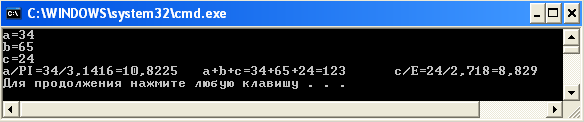 C:\WINDOWS\system32\cmd.exe
a=34
b=65
c=24
a/PI=34/3,1416=10,8225   a+b+c=34+65+24=123      c/E=24/2,718=8,829
Для продолжения нажмите любую клавишу . . .